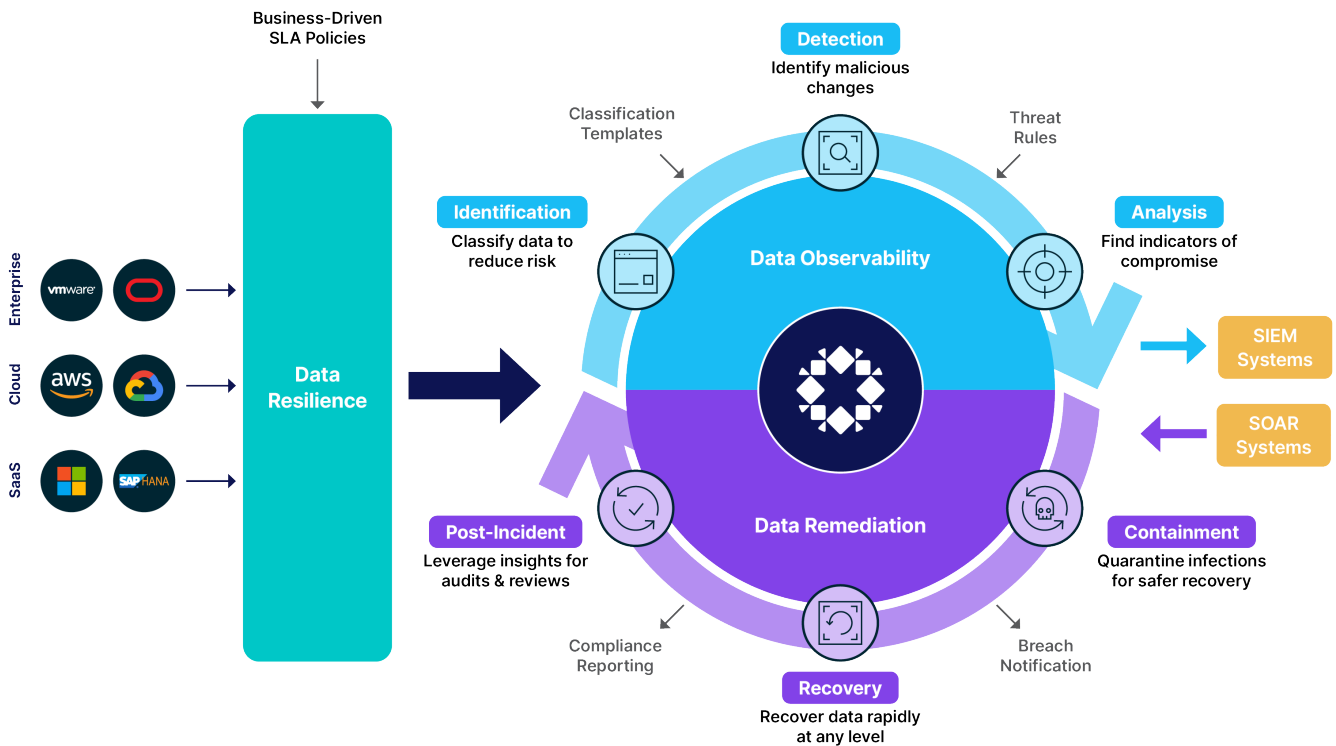 Business-Driven
SLA Policies
Enterprise
vmware®
Cloud
aws
SaaS
SAP HANA
Data
Resilience
Detection
Identify malicious
changes
Classification
Templates
Threat
Rules
Identification
Classify data to
reduce risk
Analysis
Find indicators of
compromise
Data Observability
SIEM
Systems
SOAR
Systems
Data Remediation
Post-Incident
Leverage insights for
audits & reviews
Containment
Quarantine infections
for safer recovery
Compliance
Reporting
Breach
Notification
Recovery
Recover data rapidly
at any level